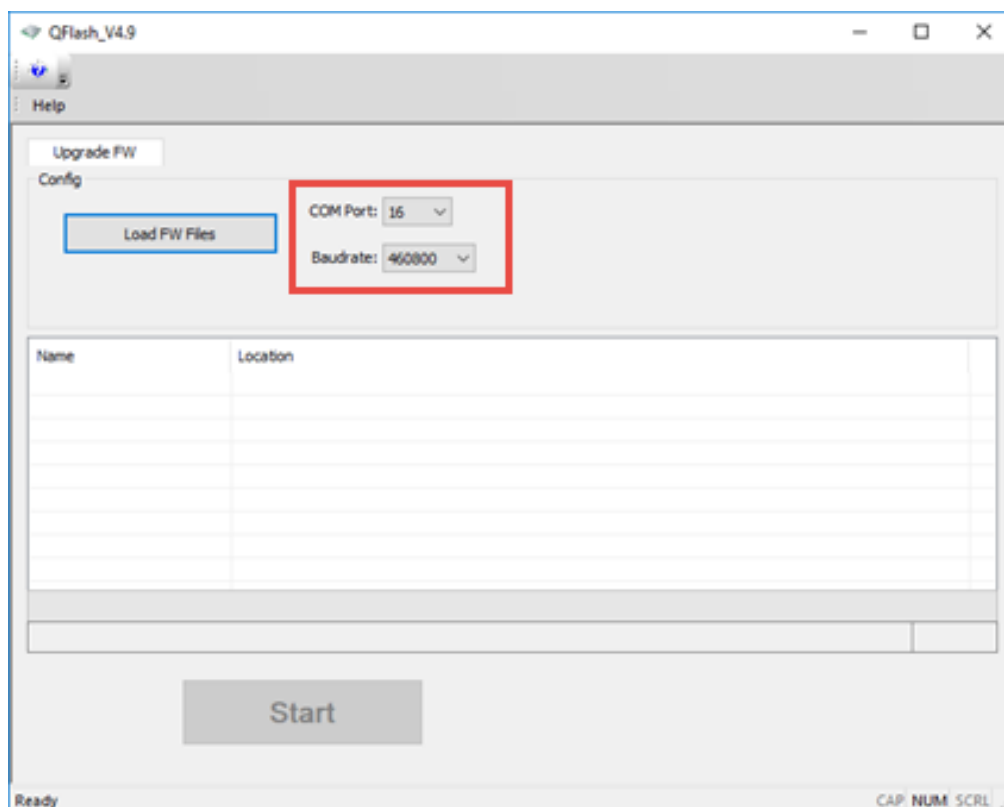 QFlash_V4.9
Help
Upgrade FW
Config
Load FW Files
COM Port: 16
Baudrate: 460800
Name Location
Start
Ready CAP NUM SCRL